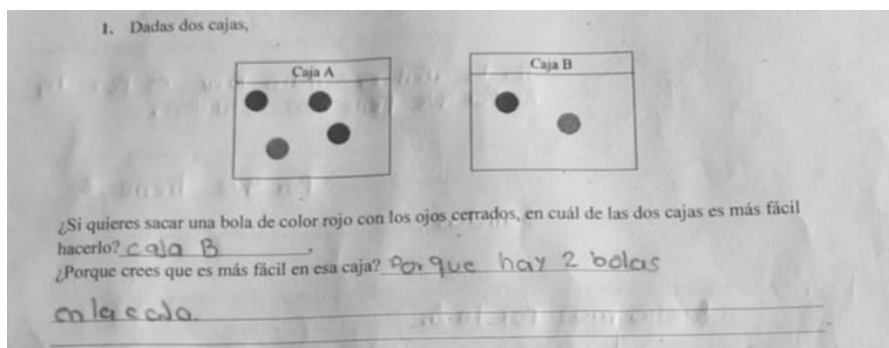 1. Dadas dos cajas,
Caja A
Caja B
¿Si quieres sacar una bola de color rojo con los ojos cerrados, en cuál de las dos cajas es más fácil
hacerlo? caja B.
¿Porque crees que es más fácil en esa caja? Por que hay 2 bolas
en la caja.